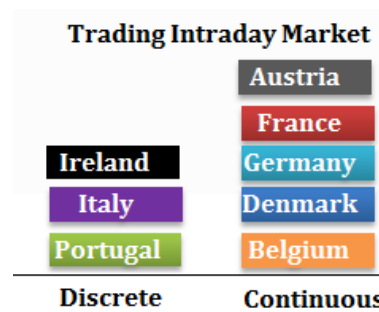 Trading Intraday Market
Austria
France
Ireland Germany
Italy Denmark
Portugal Belgium
Discrete Continuous